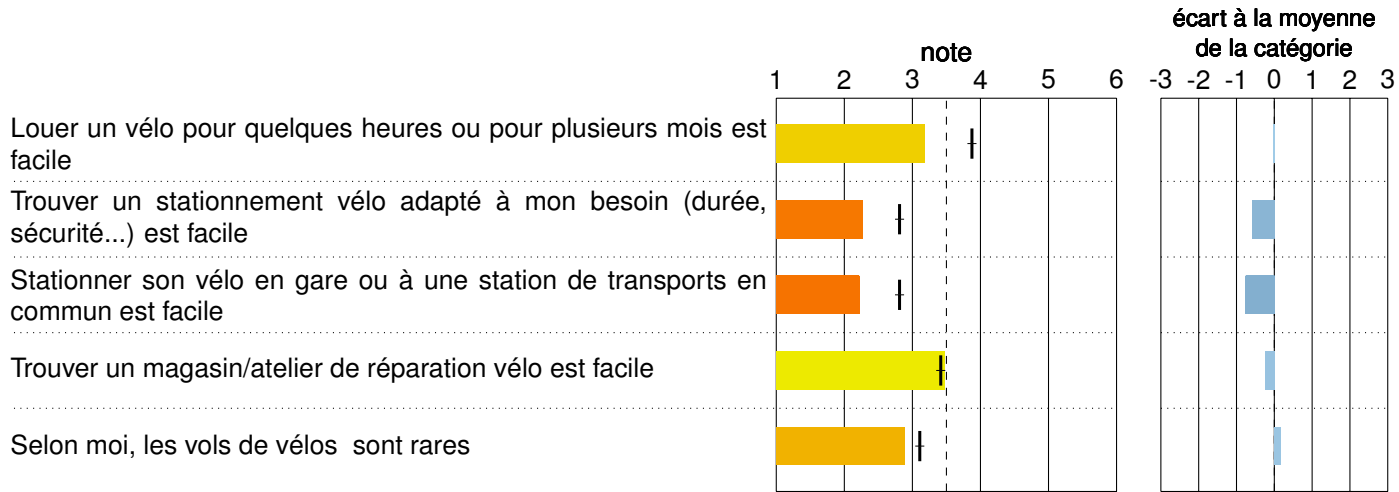 écart à la moyenne
de la catégorie
note
1 2 3 4 5 6
-3 -2 -1 0 1 2 3
Louer un vélo pour quelques heures ou pour plusieurs mois est
facile
Trouver un stationnement vélo adapté à mon besoin (durée,
sécurité...) est facile
Stationner son vélo en gare ou à une station de transports en
commun est facile
Trouver un magasin/atelier de réparation vélo est facile
Selon moi, les vols de vélos sont rares